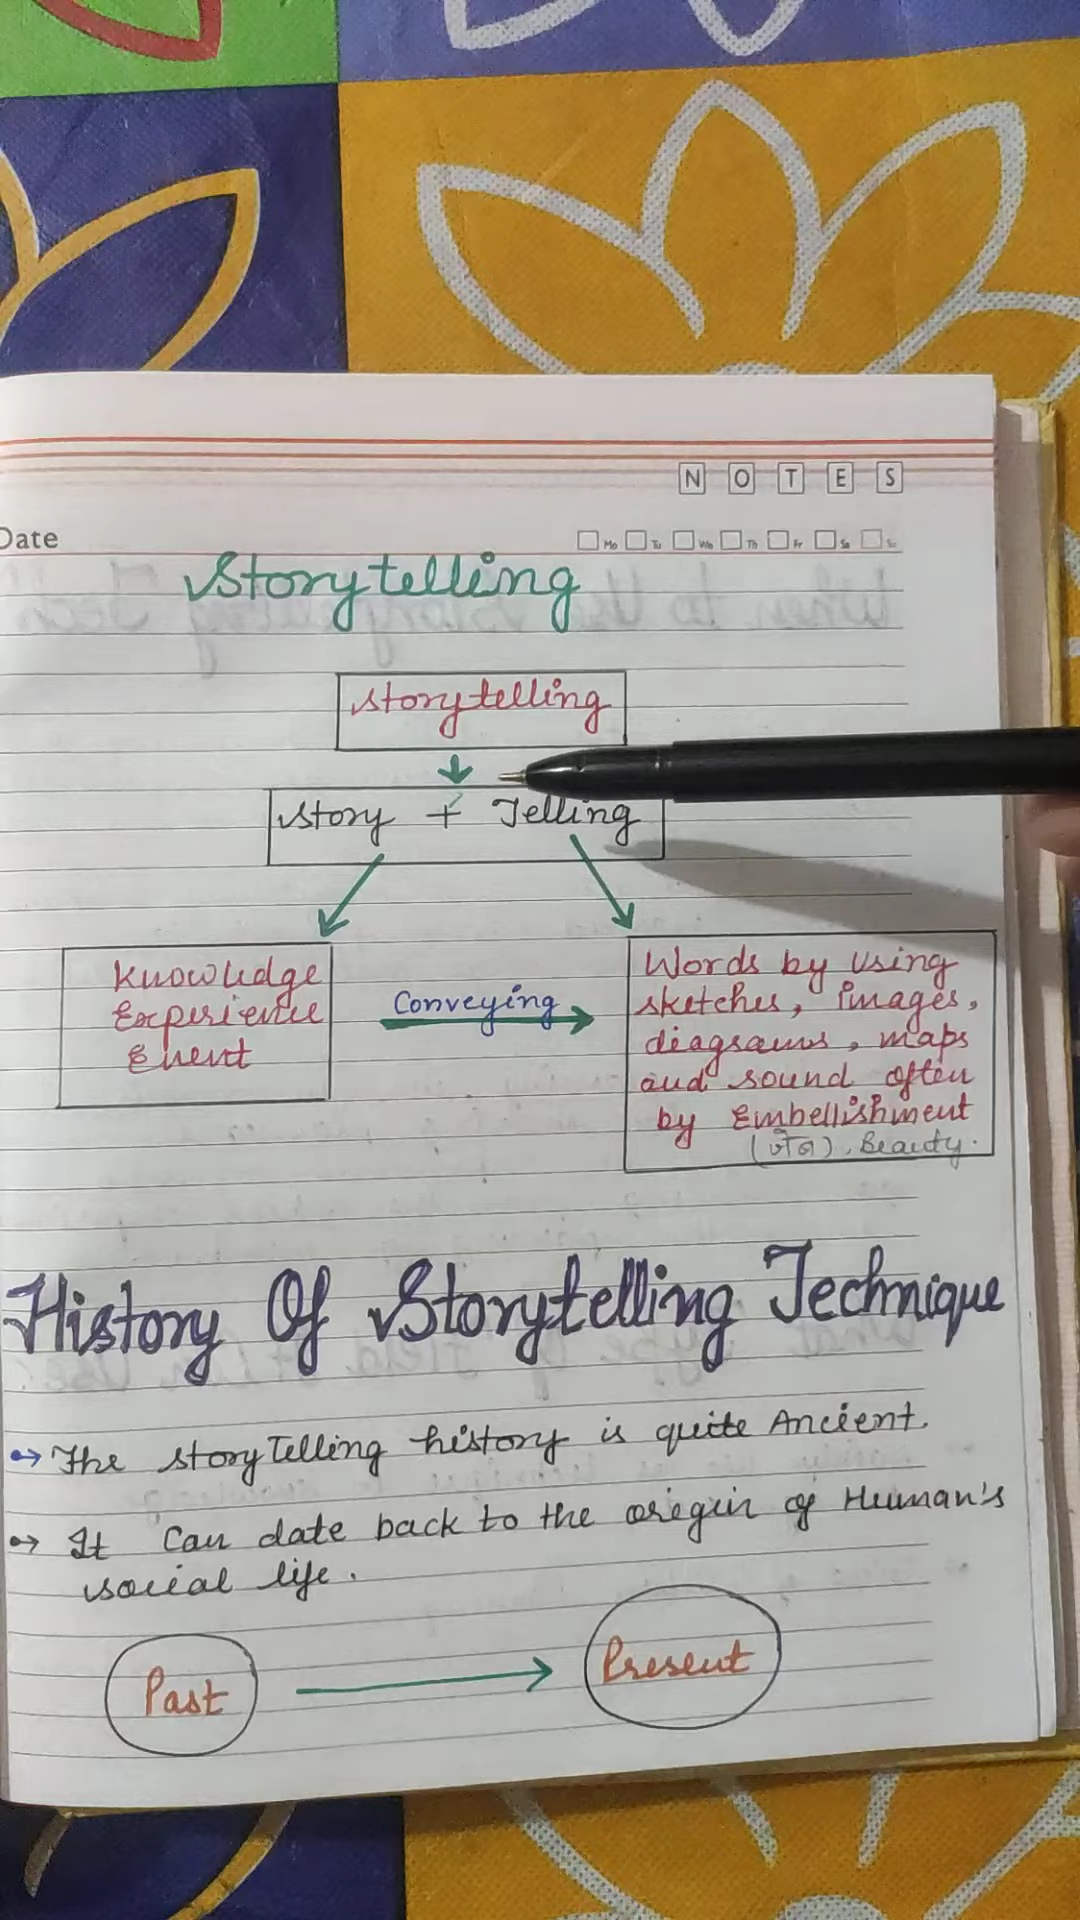 NOTES
Date
Mo Tu We Th Fr Sa Su
Storytelling
Storytelling
Story + Telling
Knowledge
Experience
Event
Conveying
Words by using
sketches, images,
diagrams, maps
and sound often
by Embellishment
Beauty.
History Of Storytelling Technique
→ The storyTelling history is quite Ancient.
→ It Can date back to the origin of Human's
social life.
Past → Present